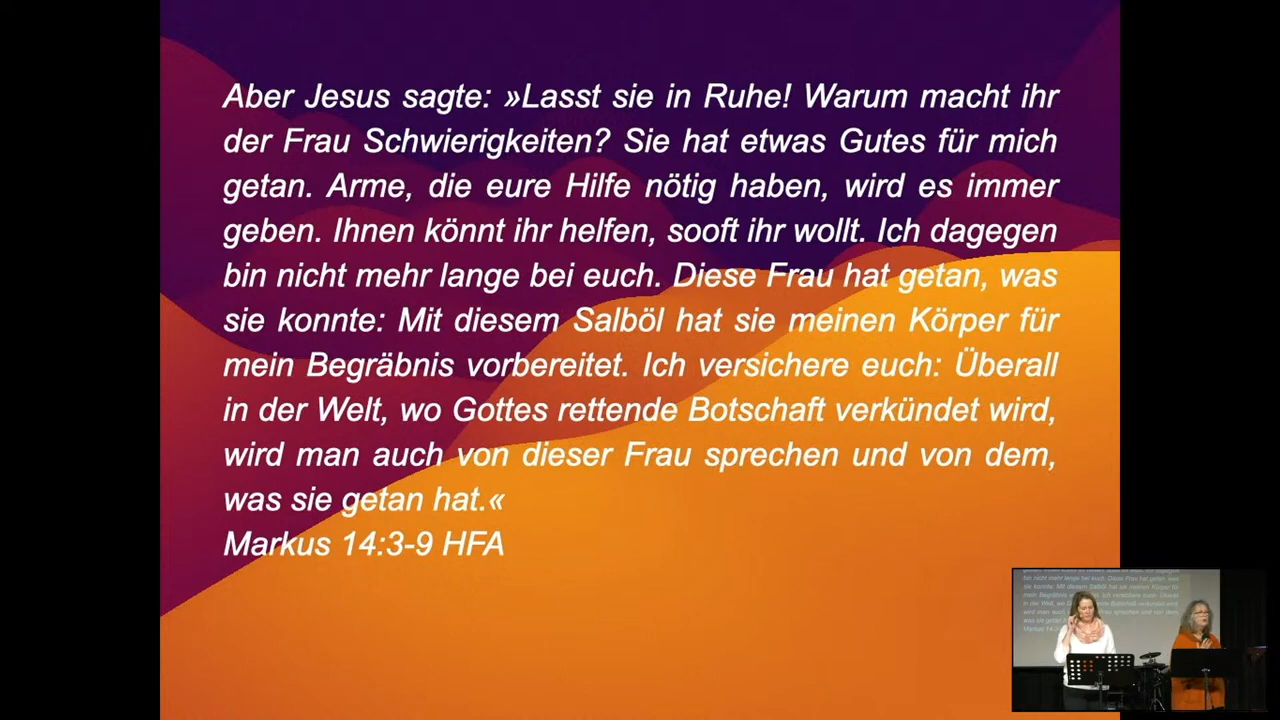 Aber Jesus sagte: »Lasst sie in Ruhe! Warum macht ihr
der Frau Schwierigkeiten? Sie hat etwas Gutes für mich
getan. Arme, die eure Hilfe nötig haben, wird es immer
geben. Ihnen könnt ihr helfen, sooft ihr wollt. Ich dagegen
bin nicht mehr lange bei euch. Diese Frau hat getan, was
sie konnte: Mit diesem Salböl hat sie meinen Körper für
mein Begräbnis vorbereitet. Ich versichere euch: Überall
in der Welt, wo Gottes rettende Botschaft verkündet wird,
wird man auch von dieser Frau sprechen und von dem,
was sie getan hat.«
Markus 14:3-9 HFA